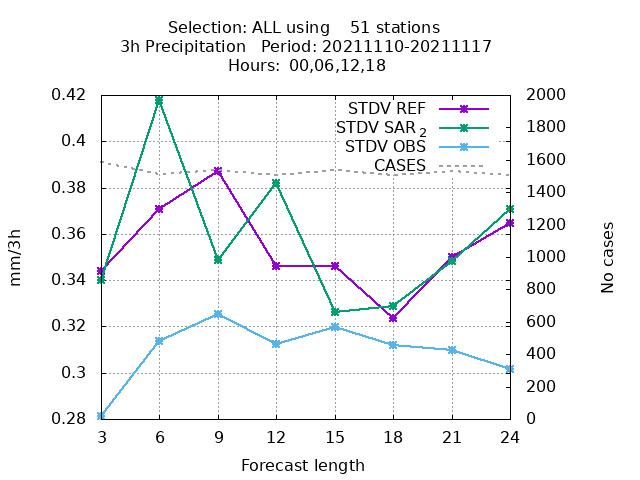 Selection: ALL using    51 stations
3h Precipitation   Period: 20211110-20211117
Hours:  00,06,12,18
STDV REF
STDV SAR 2
STDV OBS
CASES
0.42
0.4
0.38
0.36
0.34
0.32
0.3
0.28
2000
1800
1600
1400
1200
1000
800
600
400
200
0
mm/3h
No cases
3 6 9 12 15 18 21 24
Forecast length